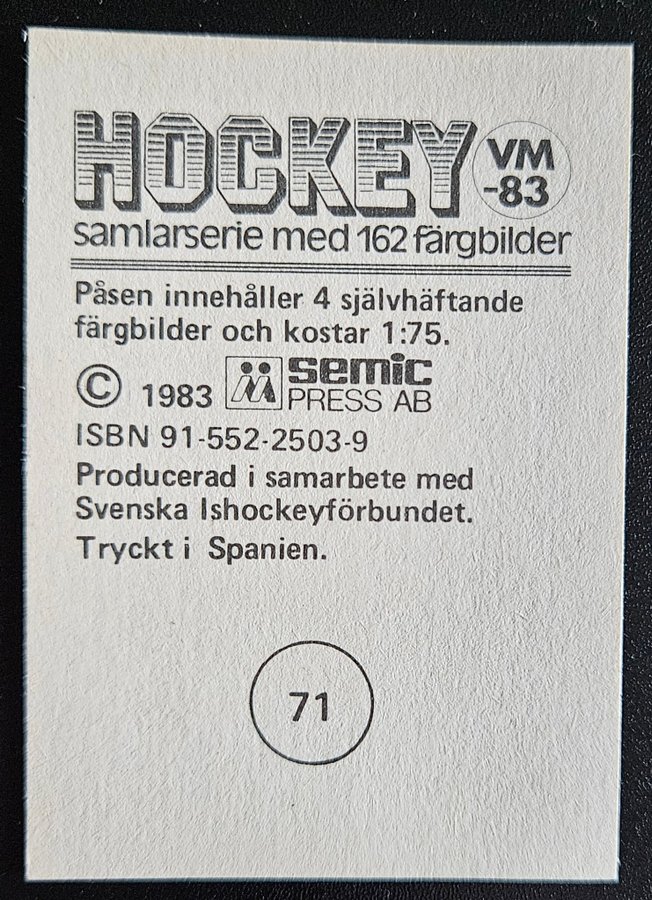 HOCKEY VM -83
samlarserie med 162 färgbilder
Påsen innehåller 4 självhäftande
färgbilder och kostar 1:75.
© 1983 semic PRESS AB
ISBN 91-552-2503-9
Producerad i samarbete med
Svenska Ishockeyförbundet.
Tryckt i Spanien.
71